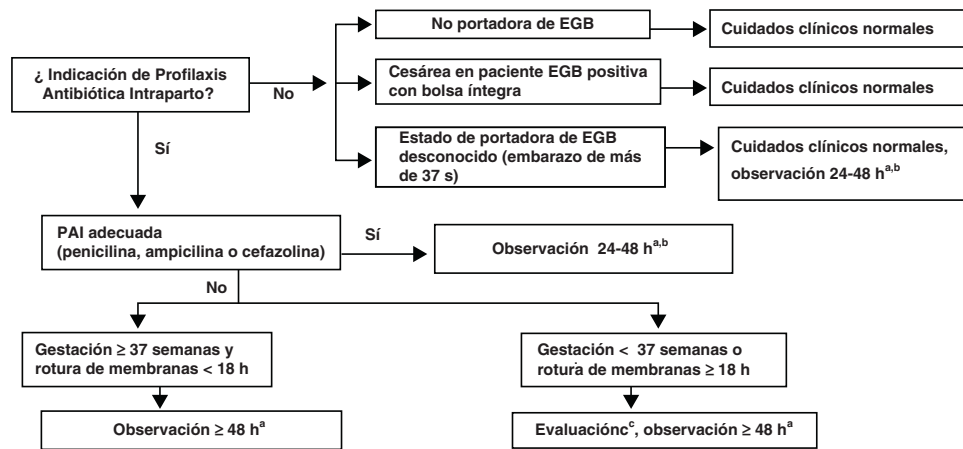 No portadora de EGB
Cuidados clínicos normales
¿ Indicación de Profilaxis
Antibiótica Intraparto?
No
Cesárea en paciente EGB positiva
con bolsa íntegra
Cuidados clínicos normales
Sí
Estado de portadora de EGB
desconocido (embarazo de más
de 37 s)
Cuidados clínicos normales,
observación 24-48 hᵃ,ᵇ
PAI adecuada
(penicilina, ampicilina o cefazolina)
Sí
Observación 24-48 hᵃ,ᵇ
No
Gestación ≥ 37 semanas y
rotura de membranas < 18 h
Gestación < 37 semanas o
rotura de membranas ≥ 18 h
Observación ≥ 48 hᵃ
Evaluacióncᶜ, observación ≥ 48 hᵃ